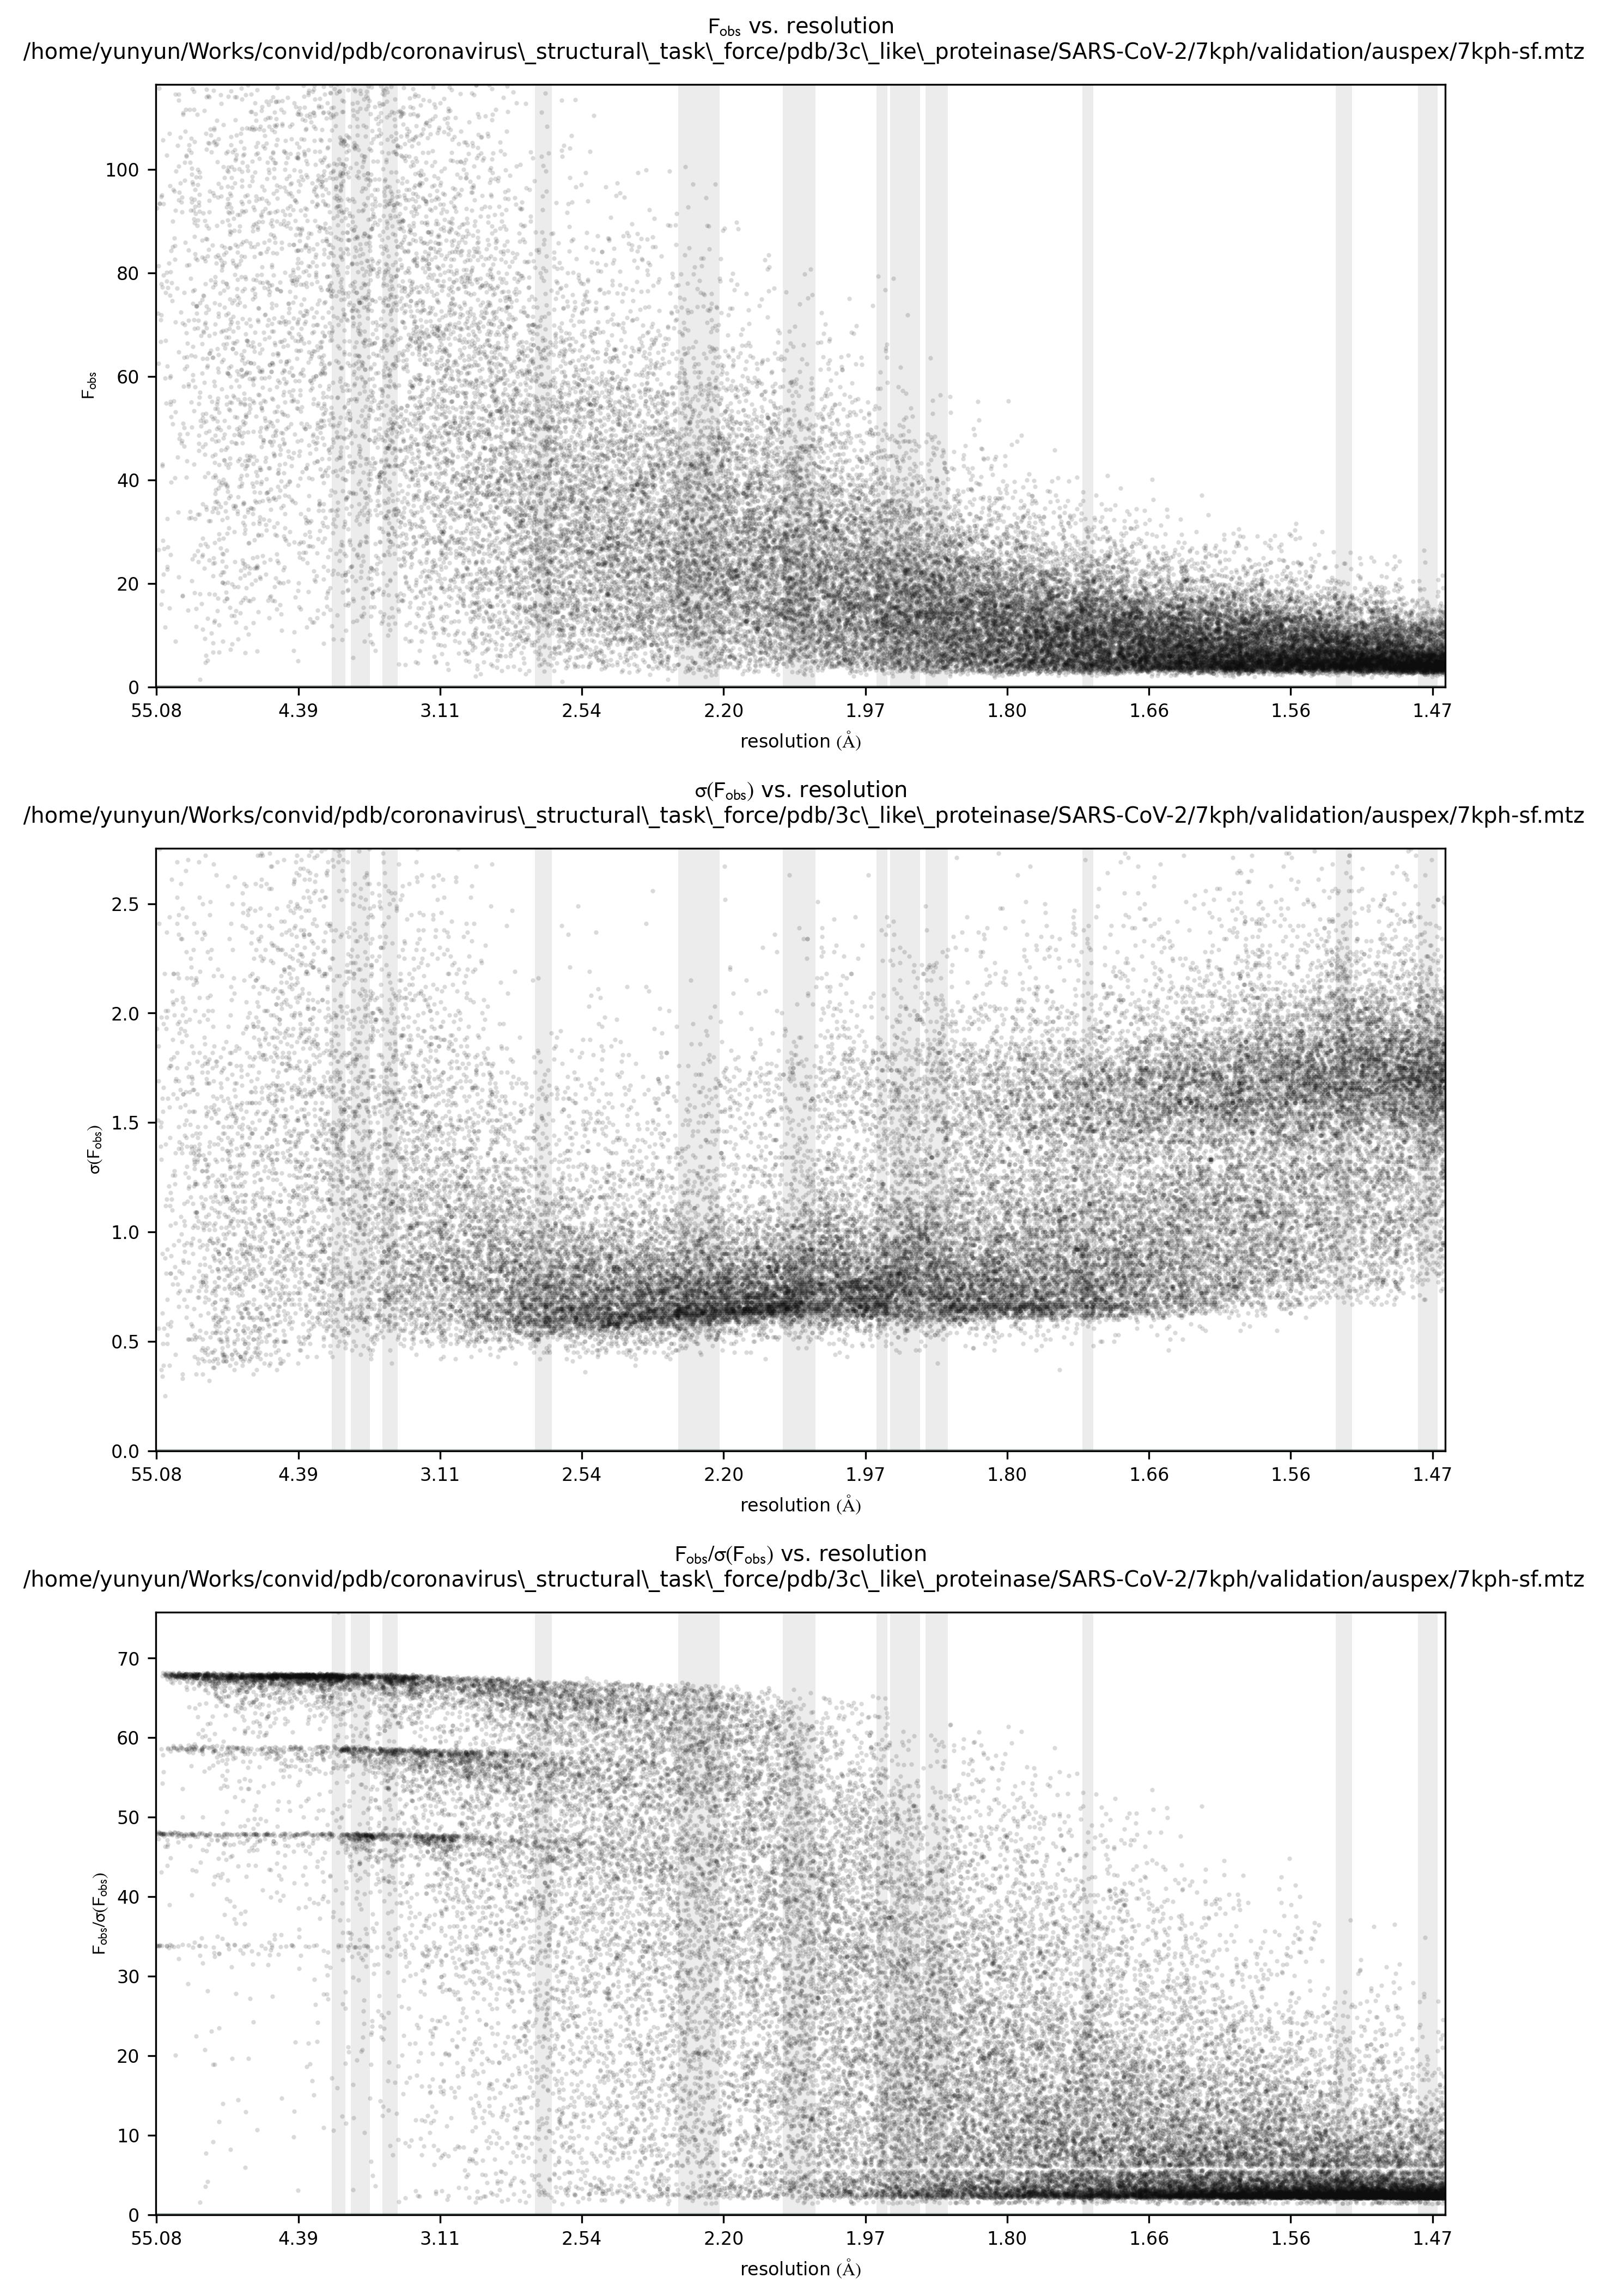 Fobs vs. resolution
/home/yunyun/Works/convid/pdb/coronavirus\_structural\_task\_force/pdb/3c\_like\_proteinase/SARS-CoV-2/7kph/validation/auspex/7kph-sf.mtz
100
80
60
40
20
0
Fobs
55.08 4.39 3.11 2.54 2.20 1.97 1.80 1.66 1.56 1.47
resolution (Å)
σ(Fobs) vs. resolution
/home/yunyun/Works/convid/pdb/coronavirus\_structural\_task\_force/pdb/3c\_like\_proteinase/SARS-CoV-2/7kph/validation/auspex/7kph-sf.mtz
2.5
2.0
1.5
1.0
0.5
0.0
σ(Fobs)
55.08 4.39 3.11 2.54 2.20 1.97 1.80 1.66 1.56 1.47
resolution (Å)
Fobs/σ(Fobs) vs. resolution
/home/yunyun/Works/convid/pdb/coronavirus\_structural\_task\_force/pdb/3c\_like\_proteinase/SARS-CoV-2/7kph/validation/auspex/7kph-sf.mtz
70
60
50
40
30
20
10
0
Fobs/σ(Fobs)
55.08 4.39 3.11 2.54 2.20 1.97 1.80 1.66 1.56 1.47
resolution (Å)